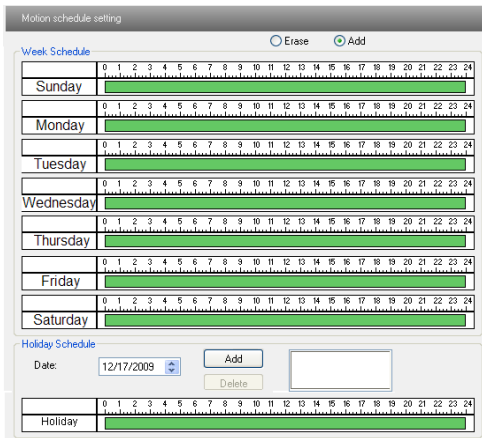 Motion schedule setting
Erase Add
Week Schedule
0 1 2 3 4 5 6 7 8 9 10 11 12 13 14 15 16 17 18 19 20 21 22 23 24
Sunday
0 1 2 3 4 5 6 7 8 9 10 11 12 13 14 15 16 17 18 19 20 21 22 23 24
Monday
0 1 2 3 4 5 6 7 8 9 10 11 12 13 14 15 16 17 18 19 20 21 22 23 24
Tuesday
0 1 2 3 4 5 6 7 8 9 10 11 12 13 14 15 16 17 18 19 20 21 22 23 24
Wednesday
0 1 2 3 4 5 6 7 8 9 10 11 12 13 14 15 16 17 18 19 20 21 22 23 24
Thursday
0 1 2 3 4 5 6 7 8 9 10 11 12 13 14 15 16 17 18 19 20 21 22 23 24
Friday
0 1 2 3 4 5 6 7 8 9 10 11 12 13 14 15 16 17 18 19 20 21 22 23 24
Saturday
Holiday Schedule
Date: 12/17/2009 Add
Delete
0 1 2 3 4 5 6 7 8 9 10 11 12 13 14 15 16 17 18 19 20 21 22 23 24
Holiday